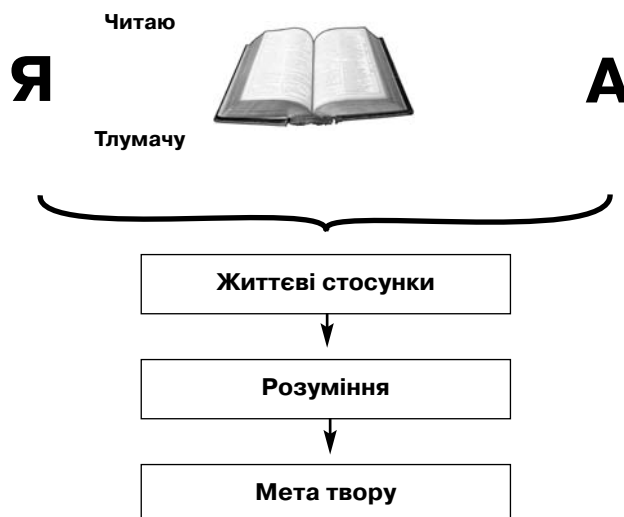 Читаю
Я
А
Тлумачу
Життєві стосунки
Розуміння
Мета твору